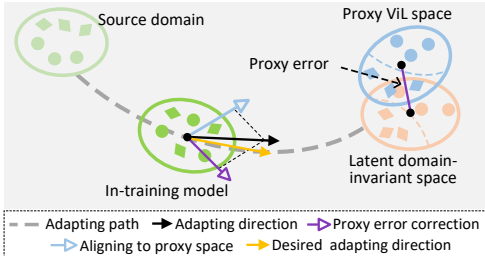 Source domain
Proxy ViL space
Proxy error
In-training model
Latent domain-
invariant space
Adapting path
Adapting direction
Proxy error correction
Aligning to proxy space
Desired adapting direction